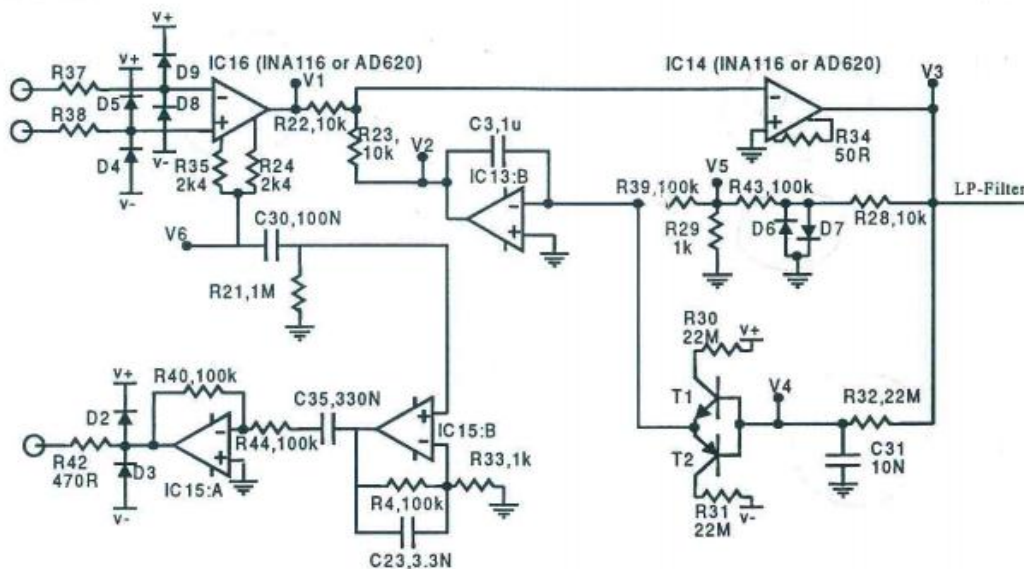 V+
V+
R37
D9
IC16 (INA116 or AD620)
V1
D5
D8
R38
R22,10k
D4
V-
V-
R35
2k4
R24
2k4
R23,
10k
V2
C3,1u
IC13:B
IC14 (INA116 or AD620)
V3
R34
50R
R39,100k
V5
R43,100k
R29
1k
D6
D7
R28,10k
LP-Filter
V6
C30,100N
R21,1M
R30
22M
V+
T1
V4
R32,22M
T2
C31
10N
R31
22M
V-
V+
R40,100k
C35,330N
D2
R42
470R
D3
V-
IC15:A
R44,100k
IC15:B
R33,1k
R4,100k
C23,3.3N
+
-
+
-
+
-
+
-
+
-